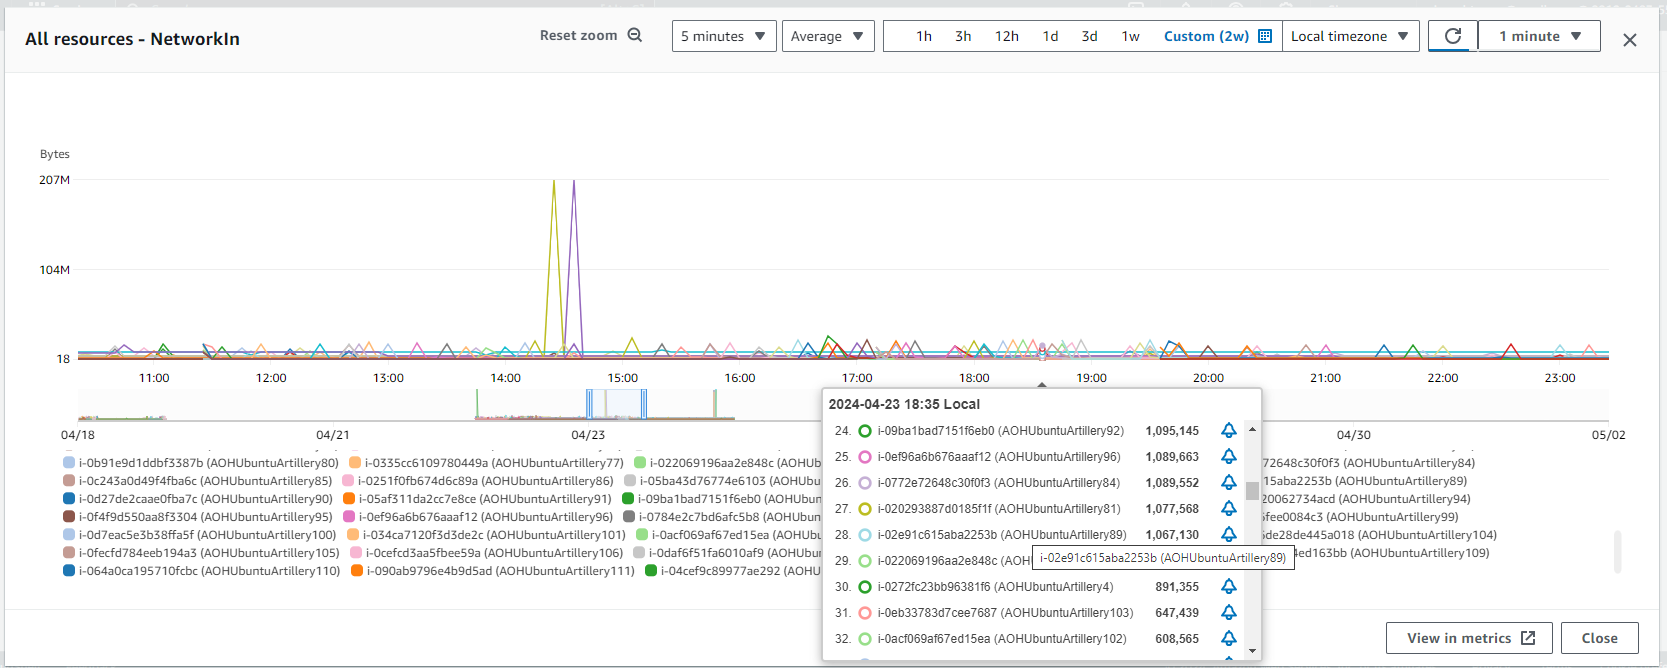 All resources - NetworkIn
Reset zoom
5 minutes
Average
1h 3h 12h 1d 3d 1w Custom (2w)
Local timezone
1 minute
Bytes
207M
104M
18
11:00 12:00 13:00 14:00 15:00 16:00 17:00 18:00 19:00 20:00 21:00 22:00 23:00
04/18 04/21 04/23 04/30 05/02
i-0b91e9d1ddbf3387b (AOHUbuntuArtillery80) i-0335cc6109780449a (AOHUbuntuArtillery77) i-022069196aa2e848c (AOHUb 72648c30f0f3 (AOHUbuntuArtillery84)
i-0c243a0d49f4fba6c (AOHUbuntuArtillery85) i-0251f0fb674d6c89a (AOHUbuntuArtillery86) i-05ba43d76774e6103 (AOHUb suaba2253b (AOHUbuntuArtillery89)
i-0d27de2caae0fba7c (AOHUbuntuArtillery90) i-05af311da2cc7e8ce (AOHUbuntuArtillery91) i-09ba1bad7151f6eb0 (AOHUb 20062734acd (AOHUbuntuArtillery94)
i-0f4f9d550aa8f3304 (AOHUbuntuArtillery95) i-0ef96a6b676aaaf12 (AOHUbuntuArtillery96) i-0784e2c7bd6afc5b8 (AOHUb fee0084c3 (AOHUbuntuArtillery99)
i-0d7eac5e3b38ffa5f (AOHUbuntuArtillery100) i-034ca7120f3d3de2c (AOHUbuntuArtillery101) i-0acf069af67ed15ea (AOHU de28de445a018 (AOHUbuntuArtillery104)
i-0fecfd784eeb194a3 (AOHUbuntuArtillery105) i-0cefcd3aa5fbee59a (AOHUbuntuArtillery106) i-0daf6f51fa6010af9 (AOHU 4ed163bb (AOHUbuntuArtillery109)
i-064a0ca195710fcbc (AOHUbuntuArtillery110) i-090ab9796e4b9d5ad (AOHUbuntuArtillery111) i-04cef9c89977ae292 (AOHU
2024-04-23 18:35 Local
24. i-09ba1bad7151f6eb0 (AOHUbuntuArtillery92) 1,095,145
25. i-0ef96a6b676aaaf12 (AOHUbuntuArtillery96) 1,089,663
26. i-0772e72648c30f0f3 (AOHUbuntuArtillery84) 1,089,552
27. i-020293887d0185f1f (AOHUbuntuArtillery81) 1,077,568
28. i-02e91c615aba2253b (AOHUbuntuArtillery89) 1,067,130
29. i-022069196aa2e848c (AOH
i-02e91c615aba2253b (AOHUbuntuArtillery89)
30. i-0272fc23bb96381f6 (AOHUbuntuArtillery4) 891,355
31. i-0eb33783d7cee7687 (AOHUbuntuArtillery103) 647,439
32. i-0acf069af67ed15ea (AOHUbuntuArtillery102) 608,565
View in metrics
Close